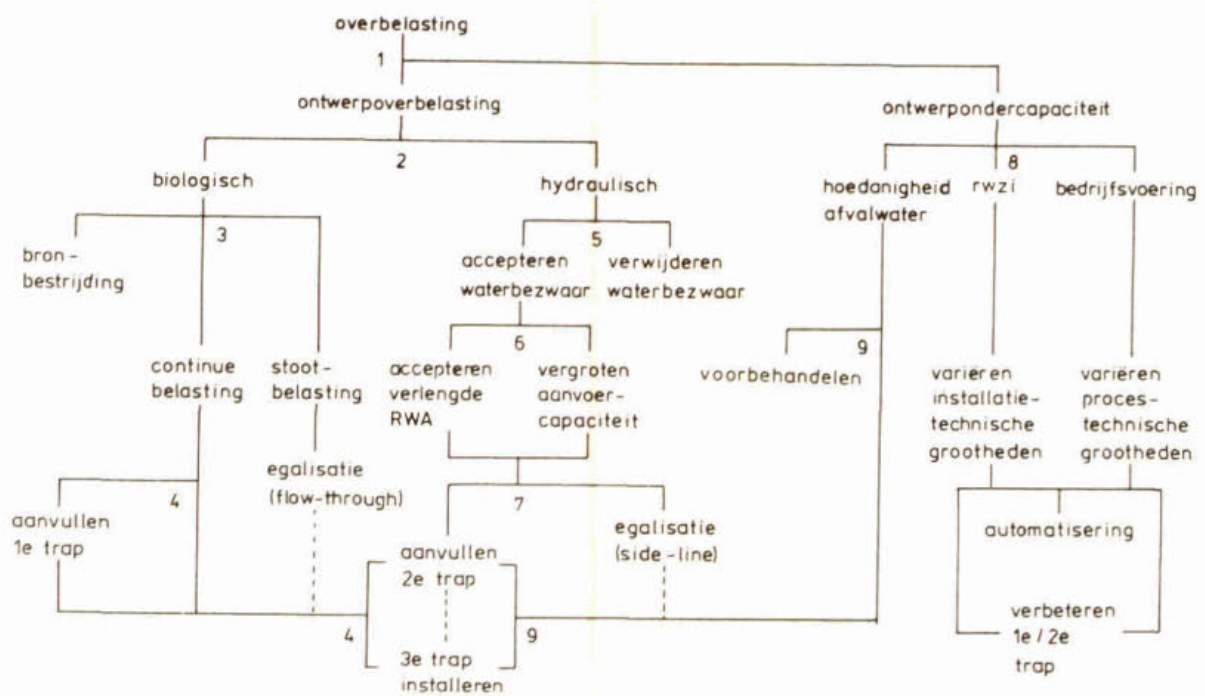 overbelasting
1
ontwerpoverbelasting
ontwerpondercapaciteit
2
8
biologisch
hydraulisch
hoedanigheid
afvalwater
rwzi
bedrijfsvoering
3
5
bron-
bestrijding
accepteren
waterbezwaar
verwijderen
waterbezwaar
6
9
continue
belasting
stoot-
belasting
accepteren
verlengde
RWA
vergroten
aanvoer-
capaciteit
voorbehandelen
variëren
installatie-
technische
grootheden
variëren
proces-
technische
grootheden
egalisatie
(flow-through)
4
7
aanvullen
1e trap
aanvullen
2e trap
egalisatie
(side-line)
automatisering
4
9
3e trap
installeren
verbeteren
1e / 2e
trap